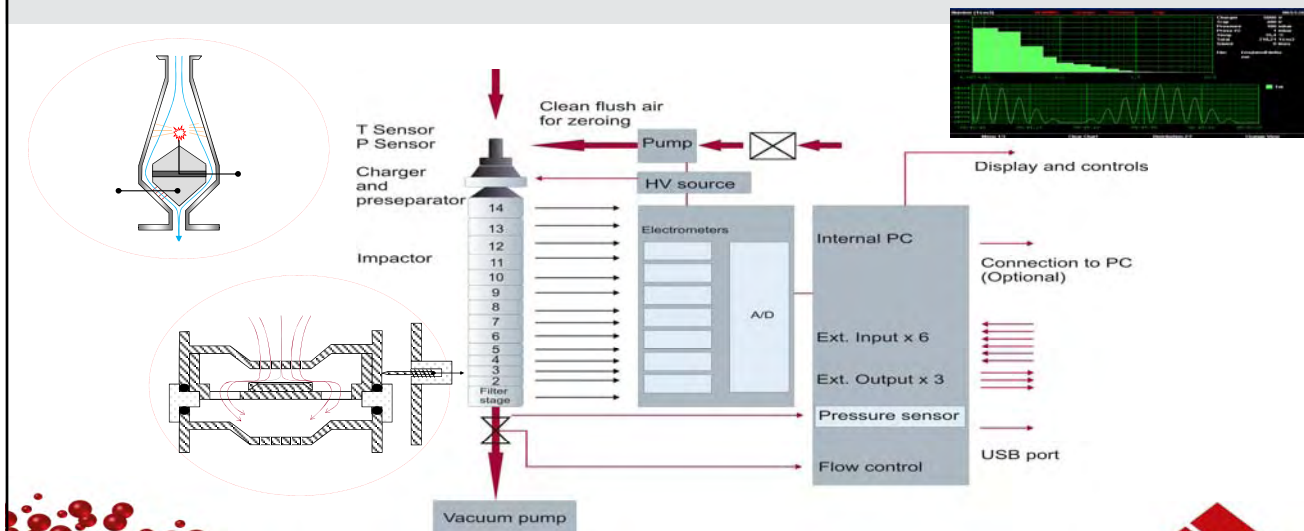 Clean flush air
for zeroing
T Sensor
P Sensor
Pump
Display and controls
Charger
and
preseparator
HV source
14
13
12
11
10
9
8
7
6
5
4
3
2
Filter
stage
Impactor
Electrometers
A/D
Internal PC
Connection to PC
(Optional)
Ext. Input x 6
Ext. Output x 3
Pressure sensor
USB port
Flow control
Vacuum pump